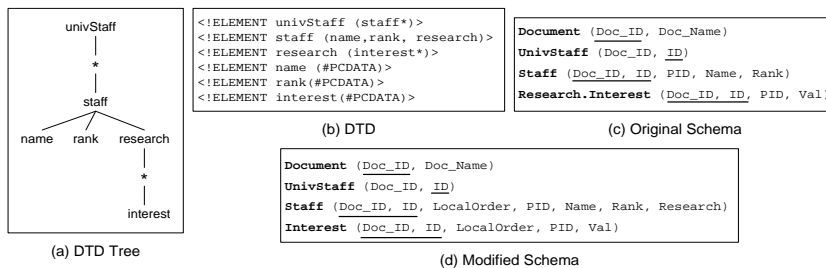 univStaff
*
staff
name rank research
*
interest
(a) DTD Tree
<!ELEMENT univStaff (staff*)>
<!ELEMENT staff (name,rank, research)>
<!ELEMENT research (interest*)>
<!ELEMENT name (#PCDATA)>
<!ELEMENT rank(#PCDATA)>
<!ELEMENT interest(#PCDATA)>
(b) DTD
Document (Doc_ID, Doc_Name)
UnivStaff (Doc_ID, ID)
Staff (Doc_ID, ID, PID, Name, Rank)
Research.Interest (Doc_ID, ID, PID, Val)
(c) Original Schema
Document (Doc_ID, Doc_Name)
UnivStaff (Doc_ID, ID)
Staff (Doc_ID, ID, LocalOrder, PID, Name, Rank, Research)
Interest (Doc_ID, ID, LocalOrder, PID, Val)
(d) Modified Schema